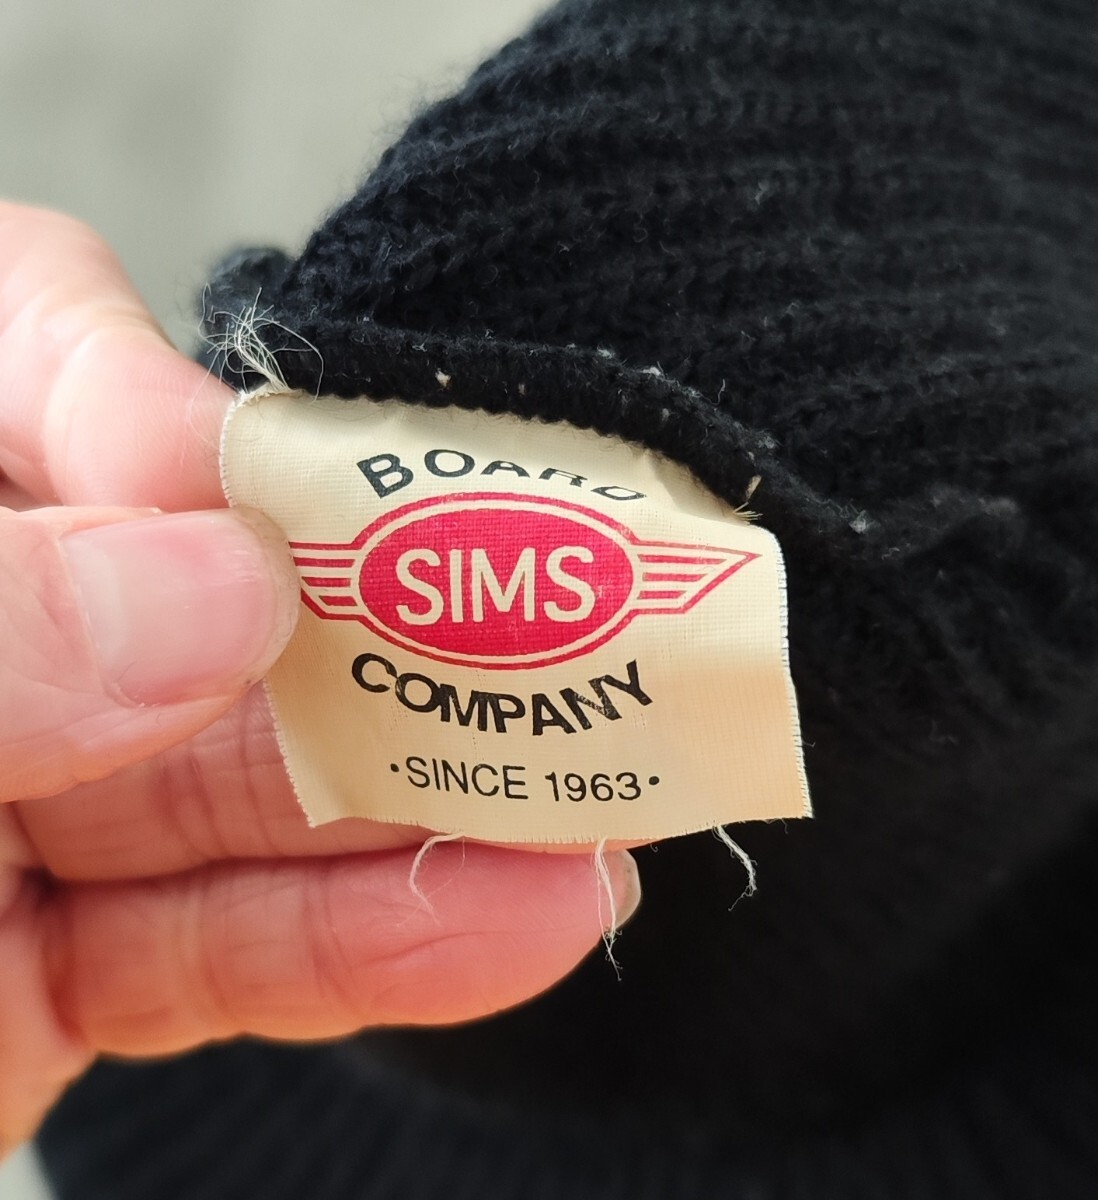 BOARD
SIMS
COMPANY
·SINCE 1963·